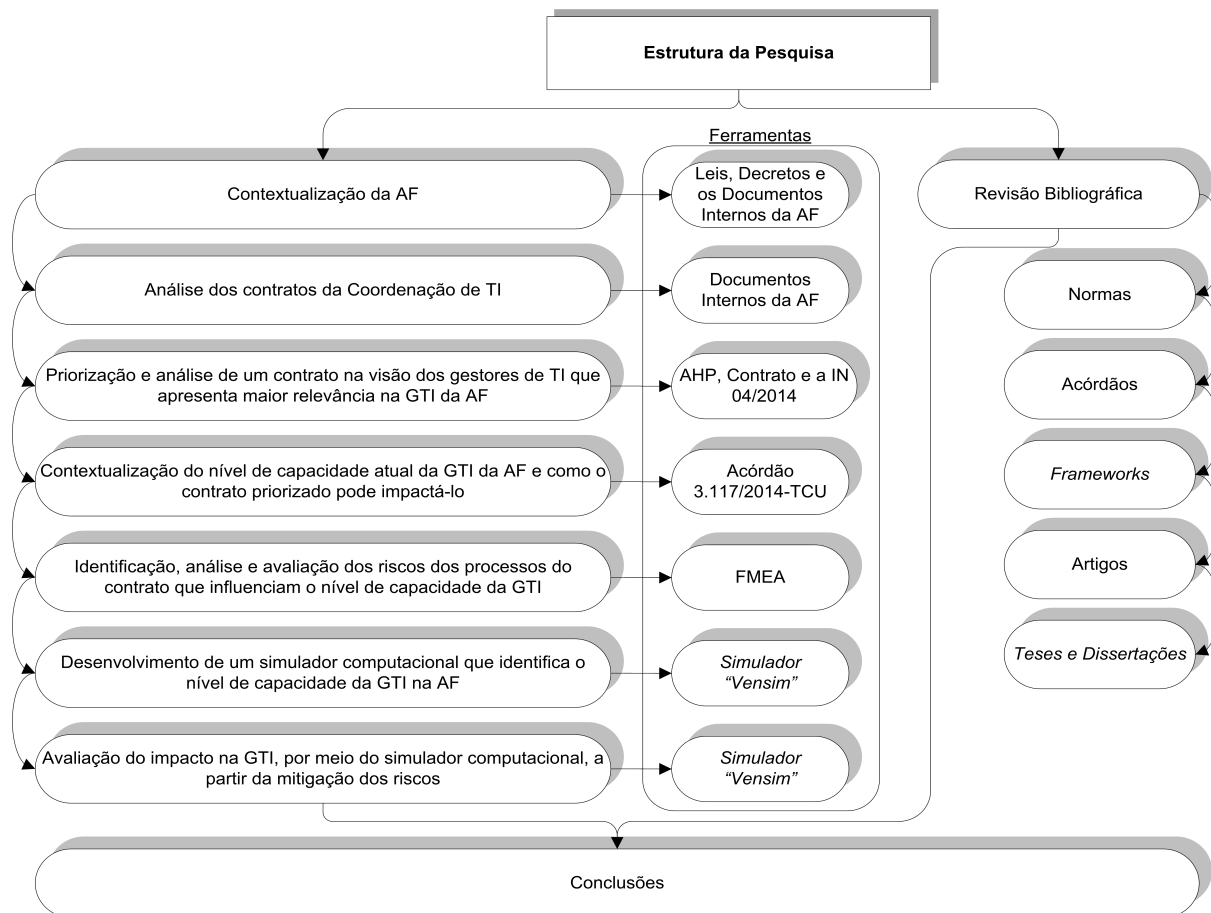 Estrutura da Pesquisa
Ferramentas
Contextualização da AF
Leis, Decretos e
os Documentos
Internos da AF
Revisão Bibliográfica
Análise dos contratos da Coordenação de TI
Documentos
Internos da AF
Normas
Priorização e análise de um contrato na visão dos gestores de TI que
apresenta maior relevância na GTI da AF
AHP, Contrato e a IN
04/2014
Acórdãos
Contextualização do nível de capacidade atual da GTI da AF e como o
contrato priorizado pode impactá-lo
Acórdão
3.117/2014-TCU
Frameworks
Identificação, análise e avaliação dos riscos dos processos do
contrato que influenciam o nível de capacidade da GTI
FMEA
Artigos
Desenvolvimento de um simulador computacional que identifica o
nível de capacidade da GTI na AF
Simulador
“Vensim”
Teses e Dissertações
Avaliação do impacto na GTI, por meio do simulador computacional, a
partir da mitigação dos riscos
Simulador
“Vensim”
Conclusões